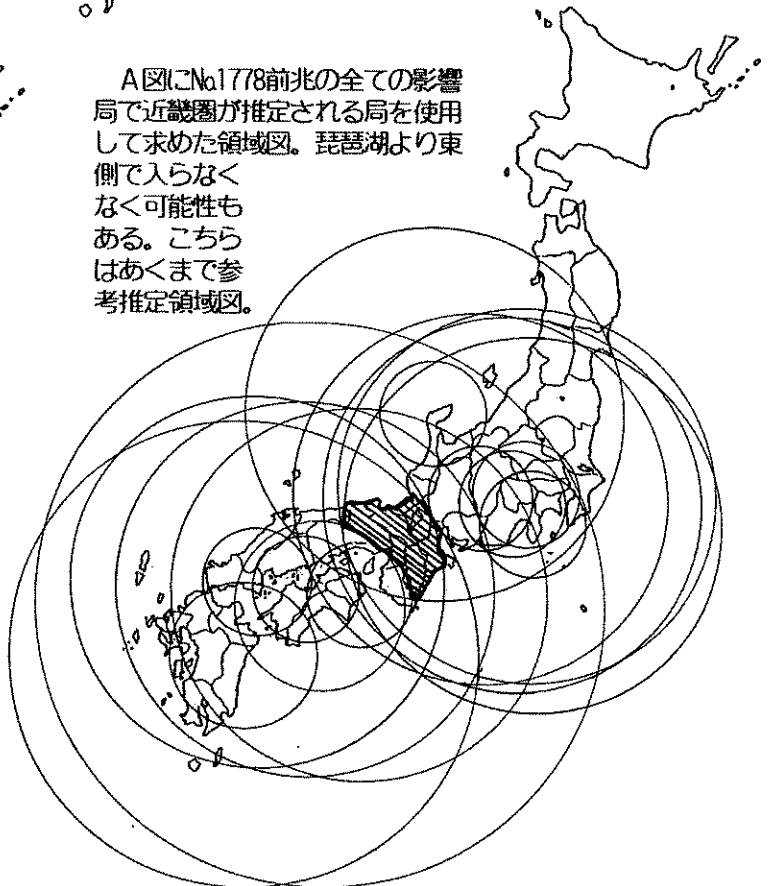 A図にNo.1778前兆の全ての影響
局で近畿圏が推定される局を使用
して求めた領域図。琵琶湖より東
側で入らなく
なく可能性も
ある。こちら
はあくまで参
考推定領域図。